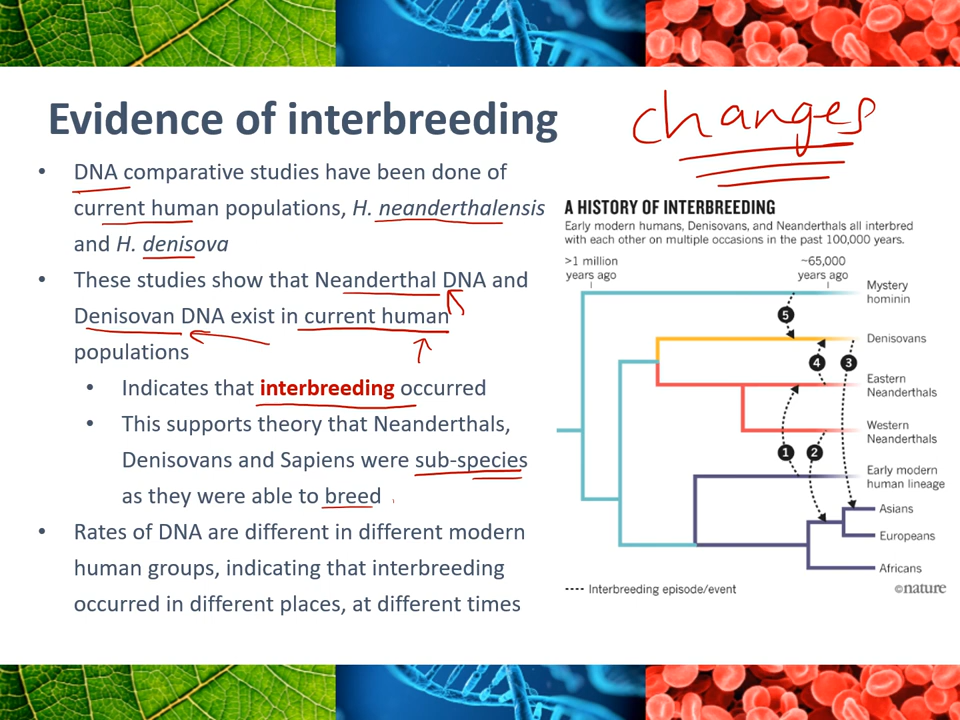 Evidence of interbreeding
changes
• DNA comparative studies have been done of
current human populations, H. neanderthalensis
and H. denisova
• These studies show that Neanderthal DNA and
Denisovan DNA exist in current human
populations
• Indicates that interbreeding occurred
• This supports theory that Neanderthals,
Denisovans and Sapiens were sub-species
as they were able to breed
• Rates of DNA are different in different modern
human groups, indicating that interbreeding
occurred in different places, at different times
A HISTORY OF INTERBREEDING
Early modern humans, Denisovans, and Neanderthals all interbred
with each other on multiple occasions in the past 100,000 years.
>1 million
years ago
~65,000
years ago
Mystery
hominin
5
Denisovans
4
3
Eastern
Neanderthals
Western
Neanderthals
1
2
Early modern
human lineage
Asians
Europeans
Africans
Interbreeding episode/event
©nature